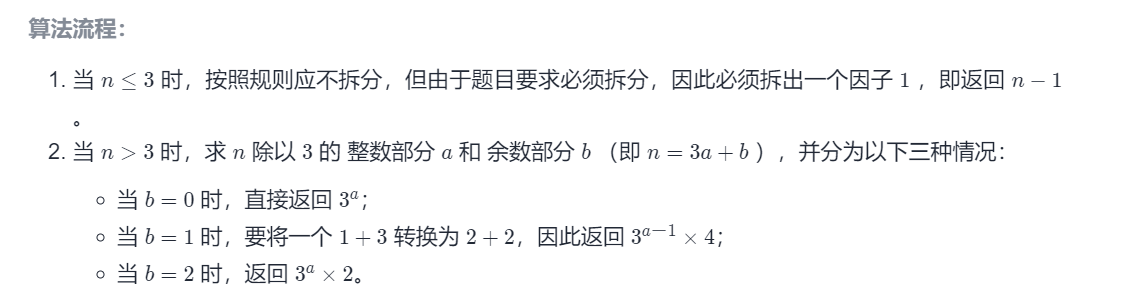 算法流程：
1. 当 n ≤ 3 时，按照规则应不拆分，但由于题目要求必须拆分，因此必须拆出一个因子 1 ，即返回 n − 1
。
2. 当 n > 3 时，求 n 除以 3 的 整数部分 a 和 余数部分 b （即 n = 3a + b ），并分为以下三种情况：
○ 当 b = 0 时，直接返回 3^a；
○ 当 b = 1 时，要将一个 1 + 3 转换为 2 + 2，因此返回 3^{a−1} × 4；
○ 当 b = 2 时，返回 3^a × 2。